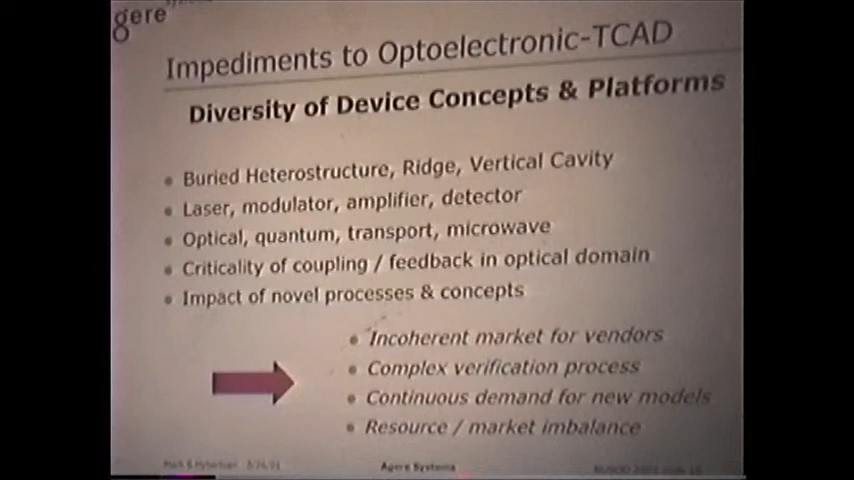 agere systems
Impediments to Optoelectronic-TCAD
Diversity of Device Concepts & Platforms
Buried Heterostructure, Ridge, Vertical Cavity
Laser, modulator, amplifier, detector
Optical, quantum, transport, microwave
Criticality of coupling / feedback in optical domain
Impact of novel processes & concepts
Incoherent market for vendors
Complex verification process
Continuous demand for new models
Resource / market imbalance
Agere Systems